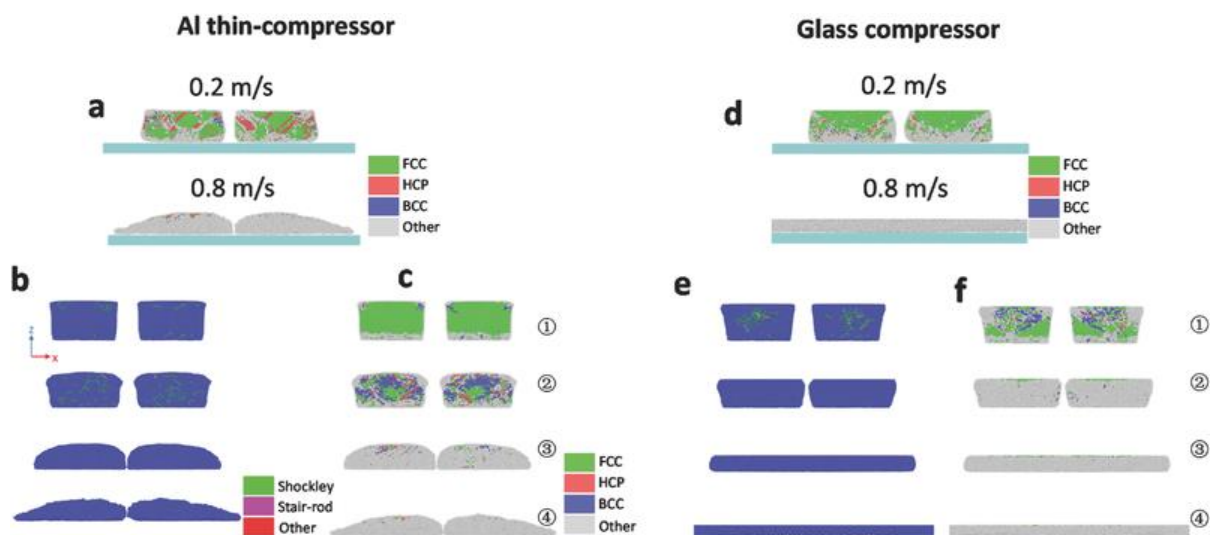 Al thin-compressor
Glass compressor
0.2 m/s
0.2 m/s
a
d
FCC
HCP
BCC
Other
FCC
HCP
BCC
Other
0.8 m/s
0.8 m/s
b
c
e
f
①
①
z
x
②
②
③
③
Shockley
Stair-rod
Other
FCC
HCP
BCC
Other
④
④